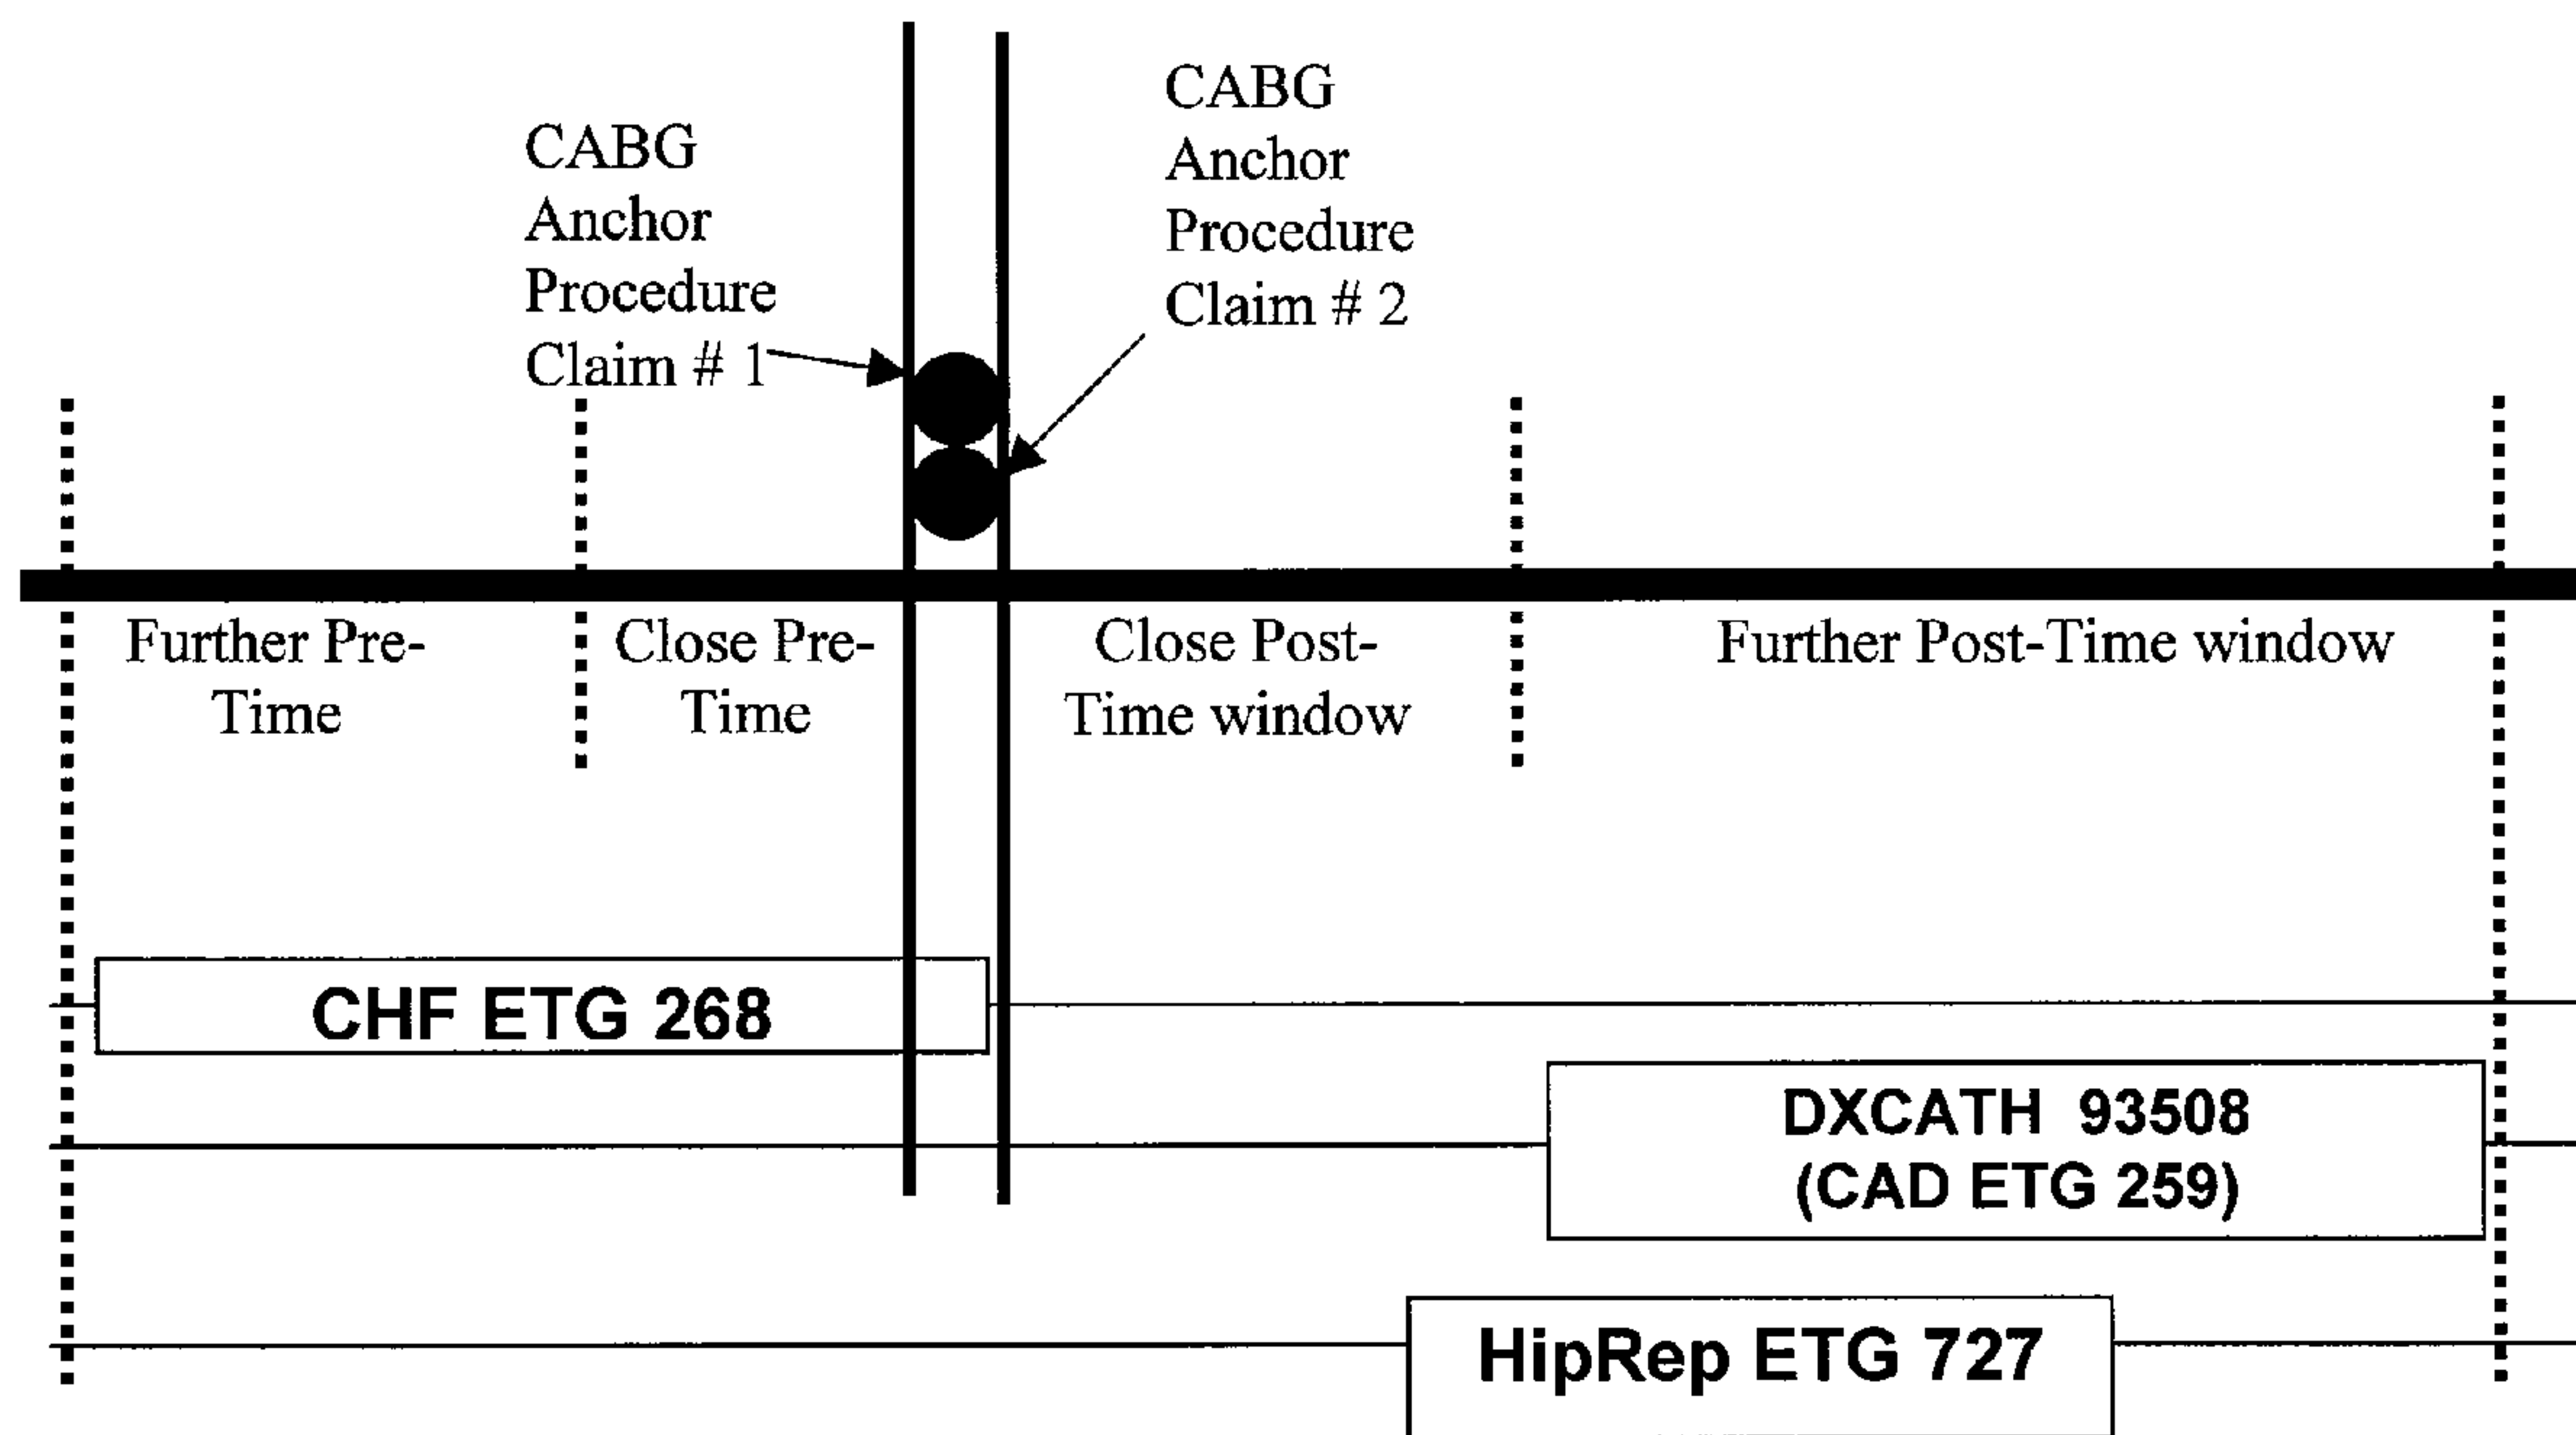 CABG
Anchor
Procedure
Claim # 1
CABG
Anchor
Procedure
Claim # 2
Further Pre-
Time
Close Pre-
Time
Close Post-
Time window
Further Post-Time window
CHF ETG 268
DXCATH 93508
(CAD ETG 259)
HipRep ETG 727